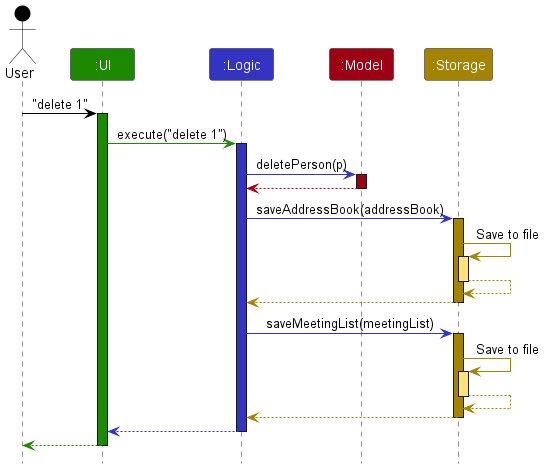 User
:UI
:Logic
:Model
:Storage
"delete 1"
execute("delete 1")
deletePerson(p)
saveAddressBook(addressBook)
Save to file
saveMeetingList(meetingList)
Save to file